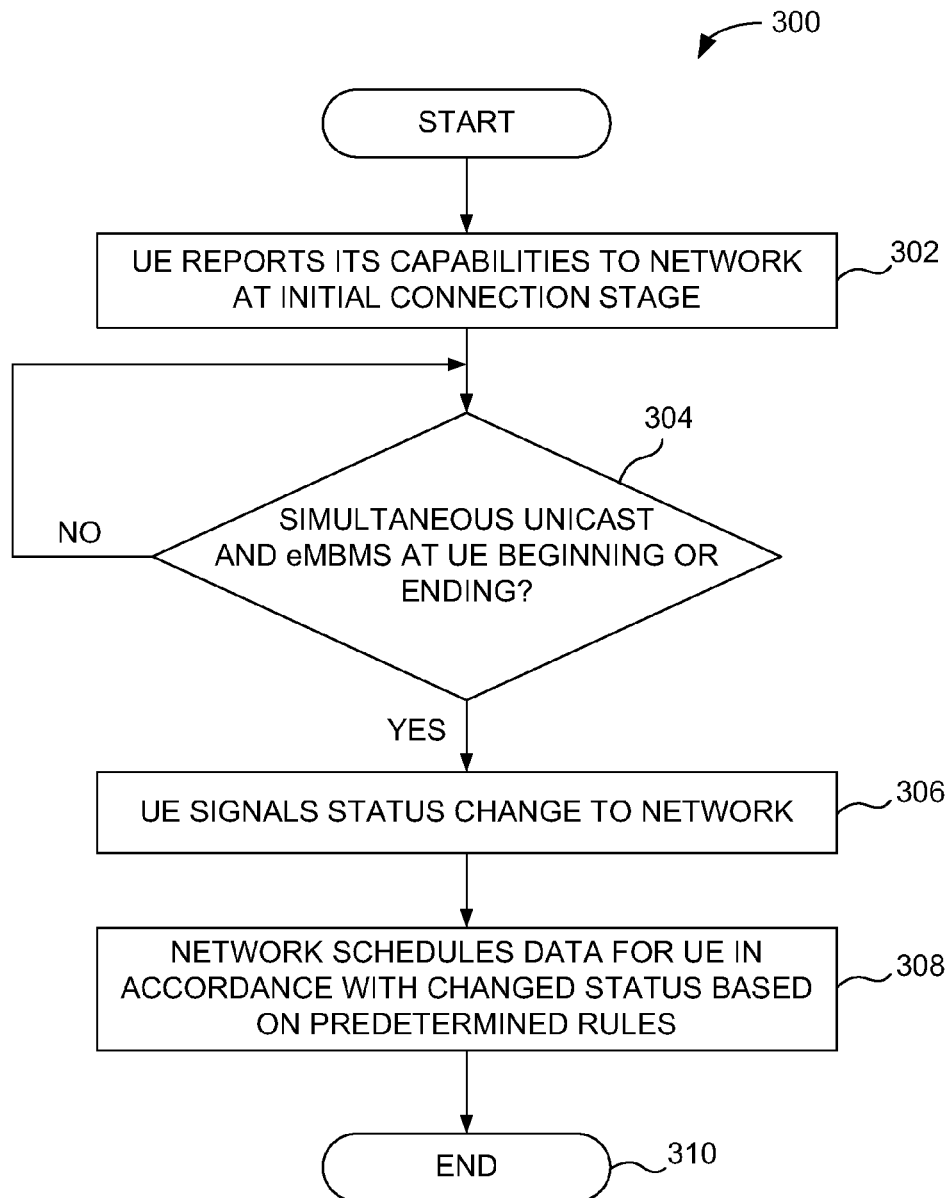 300
START
UE REPORTS ITS CAPABILITIES TO NETWORK
AT INITIAL CONNECTION STAGE
302
304
SIMULTANEOUS UNICAST
AND eMBMS AT UE BEGINNING OR
ENDING?
NO
YES
UE SIGNALS STATUS CHANGE TO NETWORK
306
NETWORK SCHEDULES DATA FOR UE IN
ACCORDANCE WITH CHANGED STATUS BASED
ON PREDETERMINED RULES
308
END
310